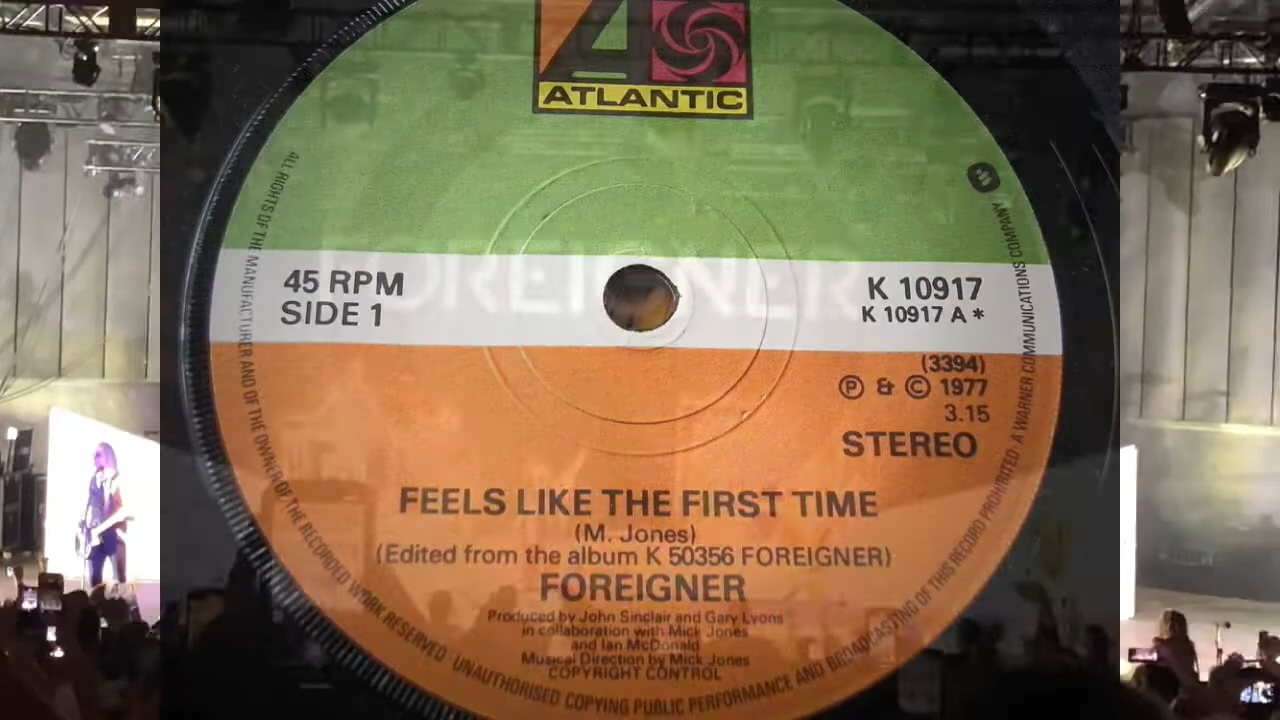 ATLANTIC
FOREIGNER
45 RPM
SIDE 1
K 10917
K 10917 A *
(3394)
Ⓟ & © 1977
3.15
STEREO
FEELS LIKE THE FIRST TIME
(M. Jones)
(Edited from the album K 50356 FOREIGNER)
FOREIGNER
Produced by John Sinclair and Gary Lyons
in collaboration with Mick Jones
and Ian McDonald
Musical Direction by Mick Jones
COPYRIGHT CONTROL
ALL RIGHTS OF THE MANUFACTURER AND OF THE OWNER OF THE RECORDED WORK RESERVED · UNAUTHORISED COPYING PUBLIC PERFORMANCE AND BROADCASTING OF THIS RECORD PROHIBITED · A WARNER COMMUNICATIONS COMPANY